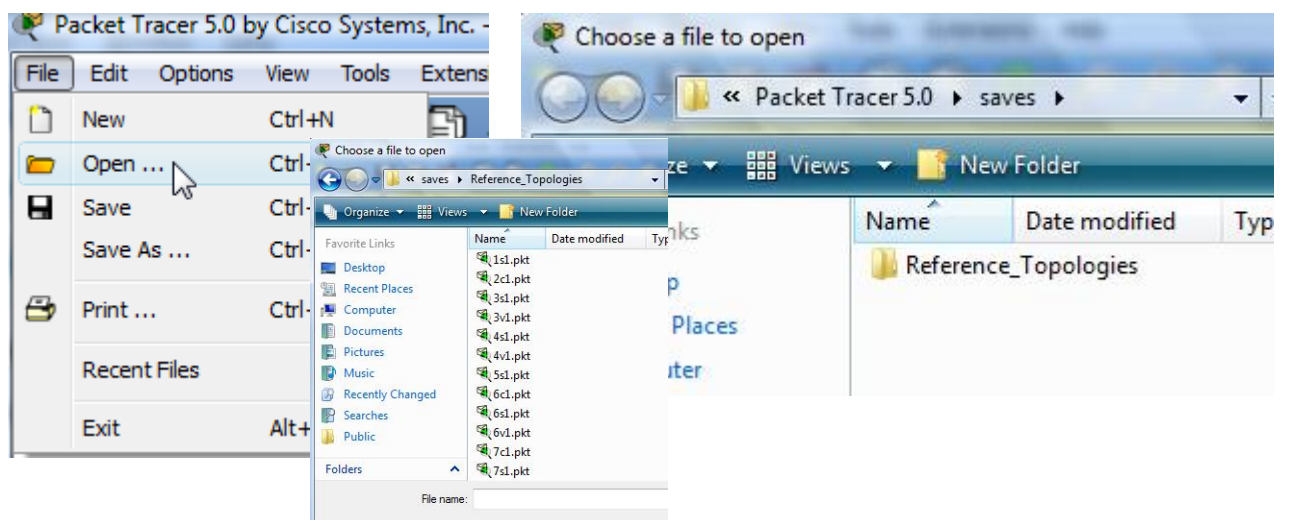 Packet Tracer 5.0 by Cisco Systems, Inc. -
File Edit Options View Tools Extensi
New Ctrl+N
Open ... Ctrl-
Save Ctrl-
Save As ... Ctrl-
Print ... Ctrl-
Recent Files
Exit Alt+
Choose a file to open
« saves Reference_Topologies
Organize Views New Folder
Favorite Links
Desktop
Recent Places
Computer
Documents
Pictures
Music
Recently Changed
Searches
Public
Folders
Name Date modified Typ
1s1.pkt
2c1.pkt
3s1.pkt
3v1.pkt
4s1.pkt
4v1.pkt
5s1.pkt
6c1.pkt
6s1.pkt
6v1.pkt
7c1.pkt
7s1.pkt
File name:
Choose a file to open
« Packet Tracer 5.0 saves
ze Views New Folder
nks
p
Places
uter
Name Date modified Typ
Reference_Topologies